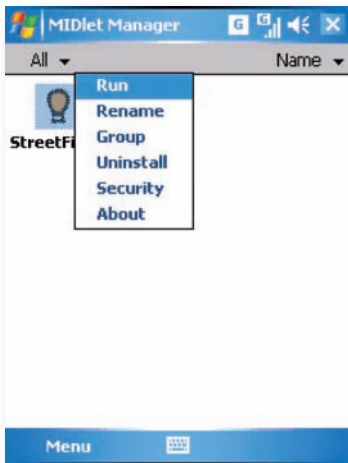 MIDlet Manager
G
G
All
Name
Run
Rename
StreetFi
Group
Uninstall
Security
About
Menu